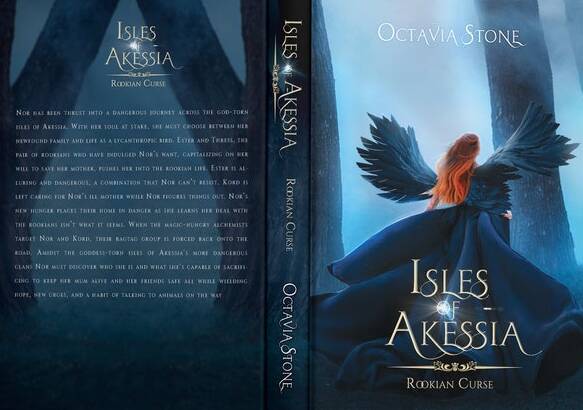 Isles
of
Akessia
Rookian Curse
Nor has been thrust into a dangerous journey across the god-torn
isles of Akessia. With her soul at stake, she must choose between her
newfound family and life as a lycanthropic bird. Ester and Threis, the
pair of rookians who have indulged Nor's want, capitalizing on her
will to save her mother, pushes her into the rookian life. Ester is al-
luring and dangerous, a combination that Nor can't resist. Kord is
left caring for Nor's ill mother while Nor figures things out. Nor's
new hunger places their home in danger as she learns her deal with
the rookians isn't what it seems. When the magic-hungry alchemists
target Nor and Kord, their ragtag group is forced back onto the
road. Amidst the goddess-torn isles of Akessia's more dangerous
clans Nor must discover who she is and what she's capable of sacrific-
ing to keep her mum alive and her friends safe all while wielding
hope, new urges, and a habit of talking to animals on the way
Isles of Akessia
Rookian Curse
Octavia Stone
Octavia Stone
Isles
of
Akessia
Rookian Curse